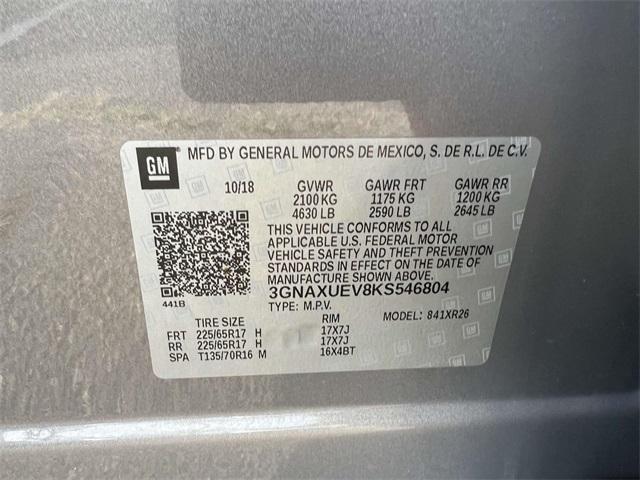 GM MFD BY GENERAL MOTORS DE MEXICO, S. DE R.L. DE C.V.
10/18 GVWR GAWR FRT GAWR RR
2100 KG 1175 KG 1200 KG
4630 LB 2590 LB 2645 LB
THIS VEHICLE CONFORMS TO ALL
APPLICABLE U.S. FEDERAL MOTOR
VEHICLE SAFETY AND THEFT PREVENTION
STANDARDS IN EFFECT ON THE DATE OF
MANUFACTURE SHOWN ABOVE.
3GNAXUEV8KS546804
441B
TYPE: M.P.V. MODEL: 841XR26
TIRE SIZE RIM
FRT 225/65R17 H 17X7J
RR 225/65R17 H 17X7J
SPA T135/70R16 M 16X4BT